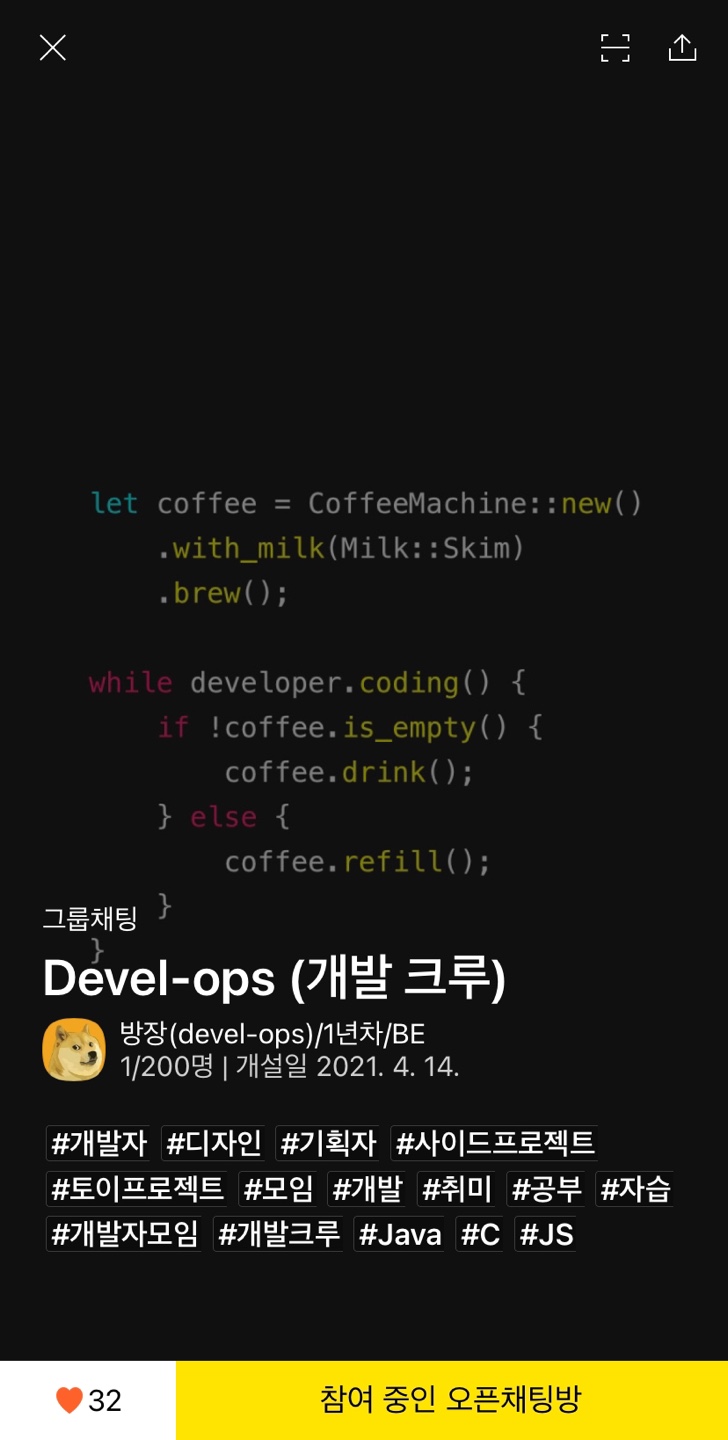 let coffee = CoffeeMachine::new()
.with_milk(Milk::Skim)
.brew();
while developer.coding() {
if !coffee.is_empty() {
coffee.drink();
} else {
coffee.refill();
}
그룹채팅
}
Devel-ops (개발 크루)
방장(devel-ops)/1년차/BE
1/200명 | 개설일 2021. 4. 14.
#개발자 #디자인 #기획자 #사이드프로젝트
#토이프로젝트 #모임 #개발 #취미 #공부 #자습
#개발자모임 #개발크루 #Java #C #JS
32 참여 중인 오픈채팅방